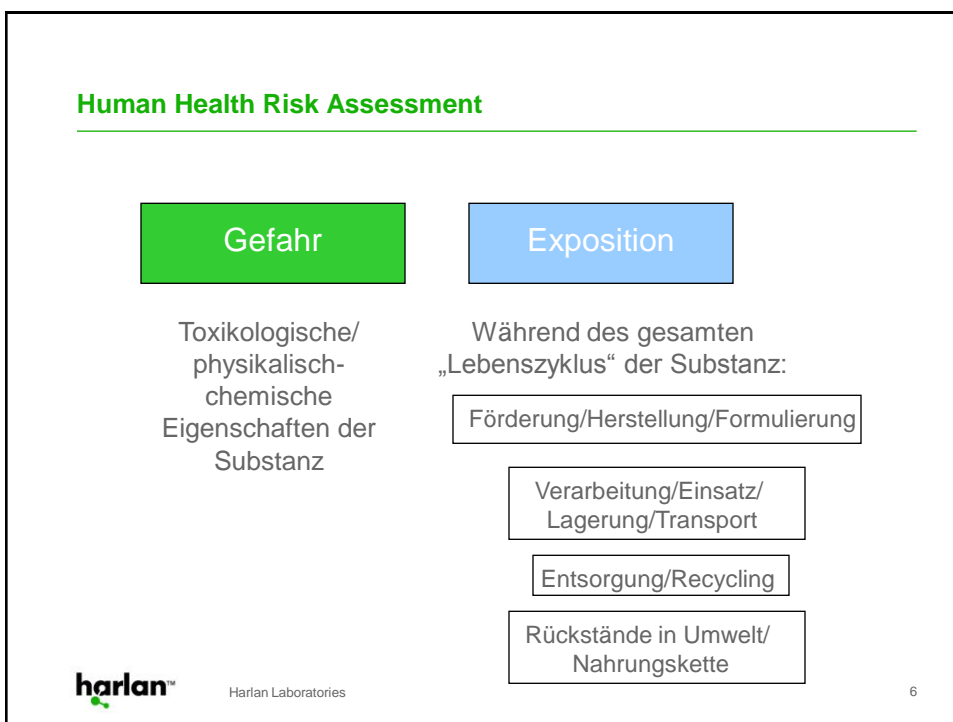 Human Health Risk Assessment
Gefahr
Exposition
Toxikologische/
physikalisch-
chemische
Eigenschaften der
Substanz
Während des gesamten
„Lebenszyklus“ der Substanz:
Förderung/Herstellung/Formulierung
Verarbeitung/Einsatz/
Lagerung/Transport
Entsorgung/Recycling
Rückstände in Umwelt/
Nahrungskette
harlan™
Harlan Laboratories
6